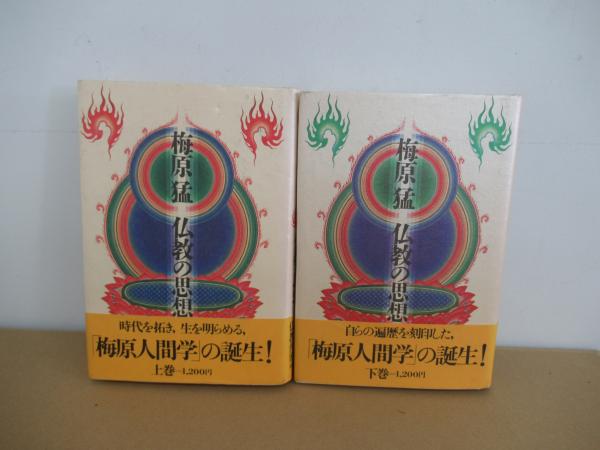 梅原 猛 仏教の思想
時代を拓き，生を明らめる，
「梅原人間学」の誕生！
上巻—1,200円
梅原 猛 仏教の思想
自らの遍歴を刻印した，
「梅原人間学」の誕生！
下巻—1,200円